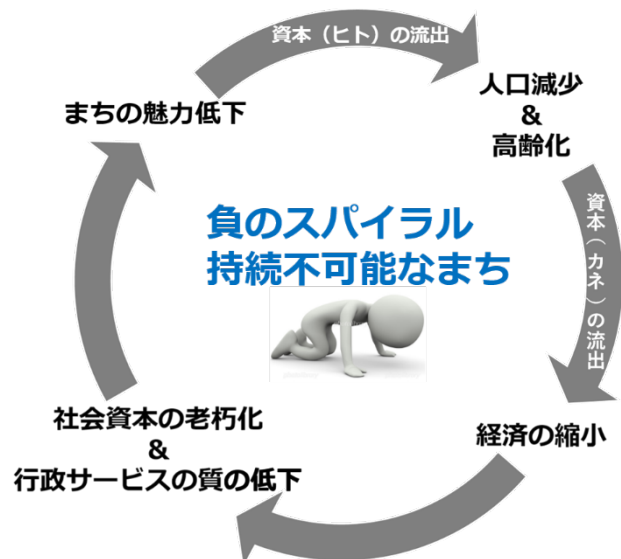 資本（ヒト）の流出
人口減少
&
高齢化
資本（カネ）の流出
経済の縮小
社会資本の老朽化
&
行政サービスの質の低下
まちの魅力低下
負のスパイラル
持続不可能なまち